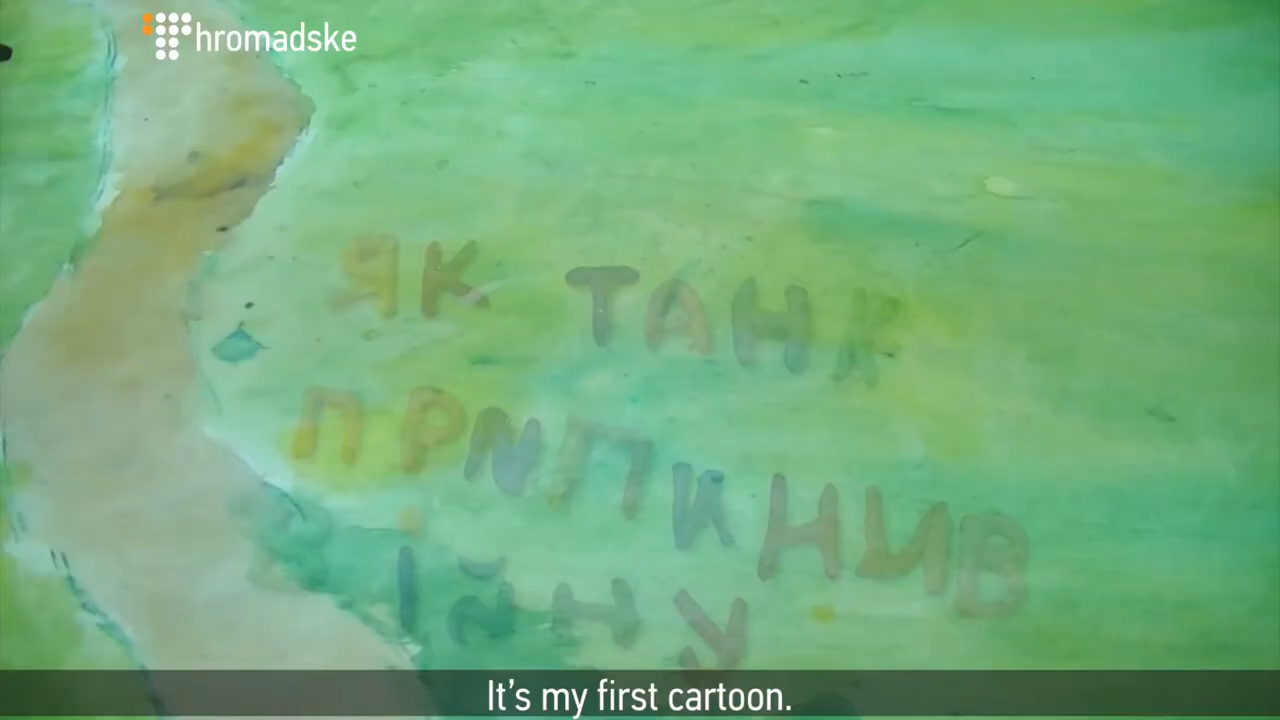 hromadske
ЯК ТАНК
ПРИПИНИВ
ІЙНУ
It's my first cartoon.